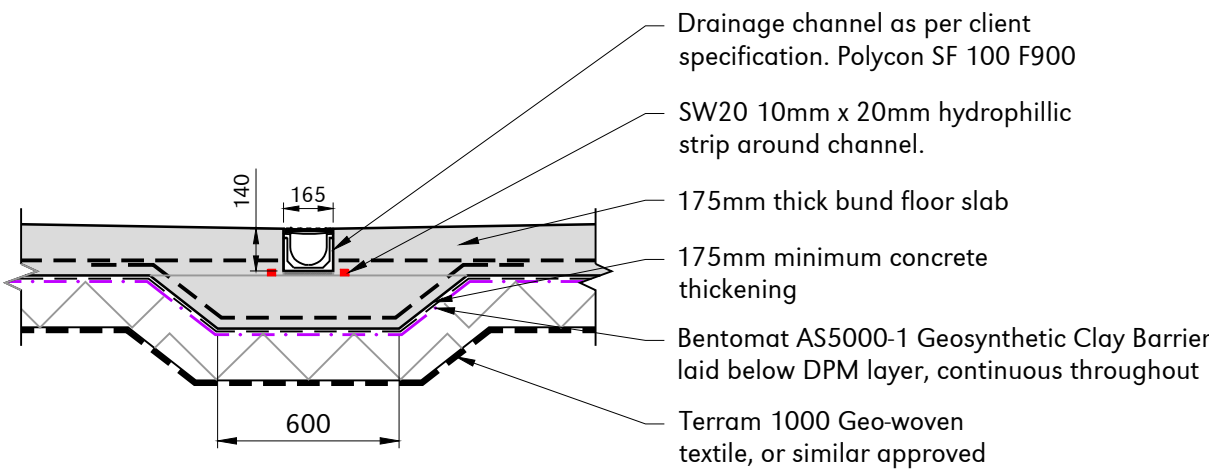 Drainage channel as per client
specification. Polycon SF 100 F900
SW20 10mm x 20mm hydrophillic
strip around channel.
140
165
175mm thick bund floor slab
175mm minimum concrete
thickening
Bentomat AS5000-1 Geosynthetic Clay Barrier
laid below DPM layer, continuous throughout
600
Terram 1000 Geo-woven
textile, or similar approved